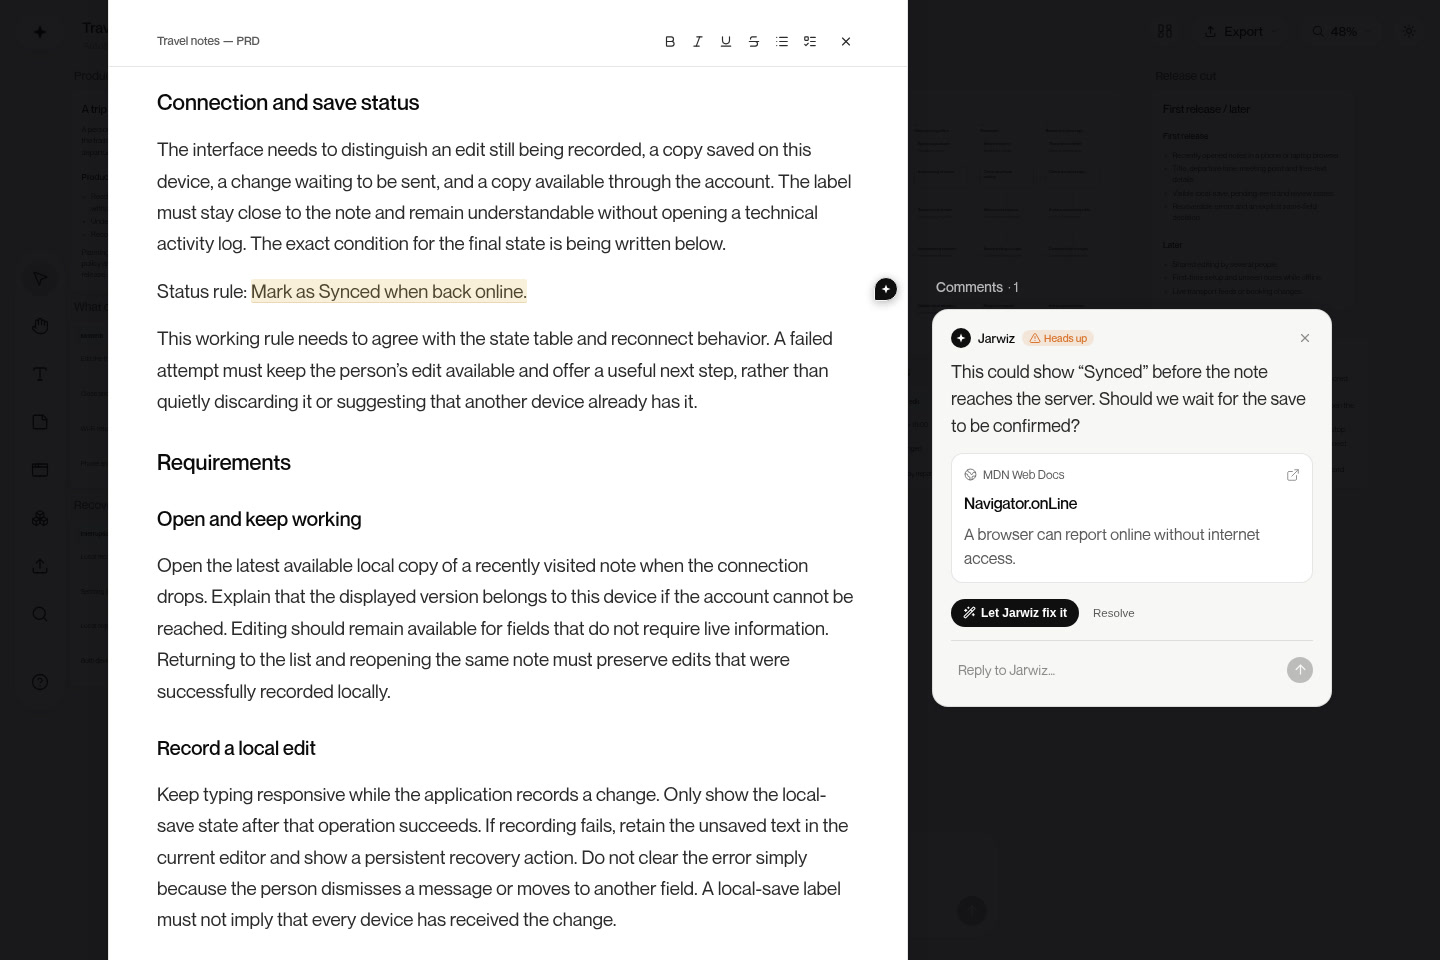 Travel notes — PRD
Export
48%
Release cut
First release / later
First release
Later
Connection and save status
The interface needs to distinguish an edit still being recorded, a copy saved on this
device, a change waiting to be sent, and a copy available through the account. The label
must stay close to the note and remain understandable without opening a technical
activity log. The exact condition for the final state is being written below.
Status rule: Mark as Synced when back online.
This working rule needs to agree with the state table and reconnect behavior. A failed
attempt must keep the person’s edit available and offer a useful next step, rather than
quietly discarding it or suggesting that another device already has it.
Requirements
Open and keep working
Open the latest available local copy of a recently visited note when the connection
drops. Explain that the displayed version belongs to this device if the account cannot be
reached. Editing should remain available for fields that do not require live information.
Returning to the list and reopening the same note must preserve edits that were
successfully recorded locally.
Record a local edit
Keep typing responsive while the application records a change. Only show the local-
save state after that operation succeeds. If recording fails, retain the unsaved text in the
current editor and show a persistent recovery action. Do not clear the error simply
because the person dismisses a message or moves to another field. A local-save label
must not imply that every device has received the change.
Comments · 1
Jarwiz
Heads up
This could show “Synced” before the note
reaches the server. Should we wait for the save
to be confirmed?
MDN Web Docs
Navigator.onLine
A browser can report online without internet
access.
Let Jarwiz fix it
Resolve
Reply to Jarwiz...